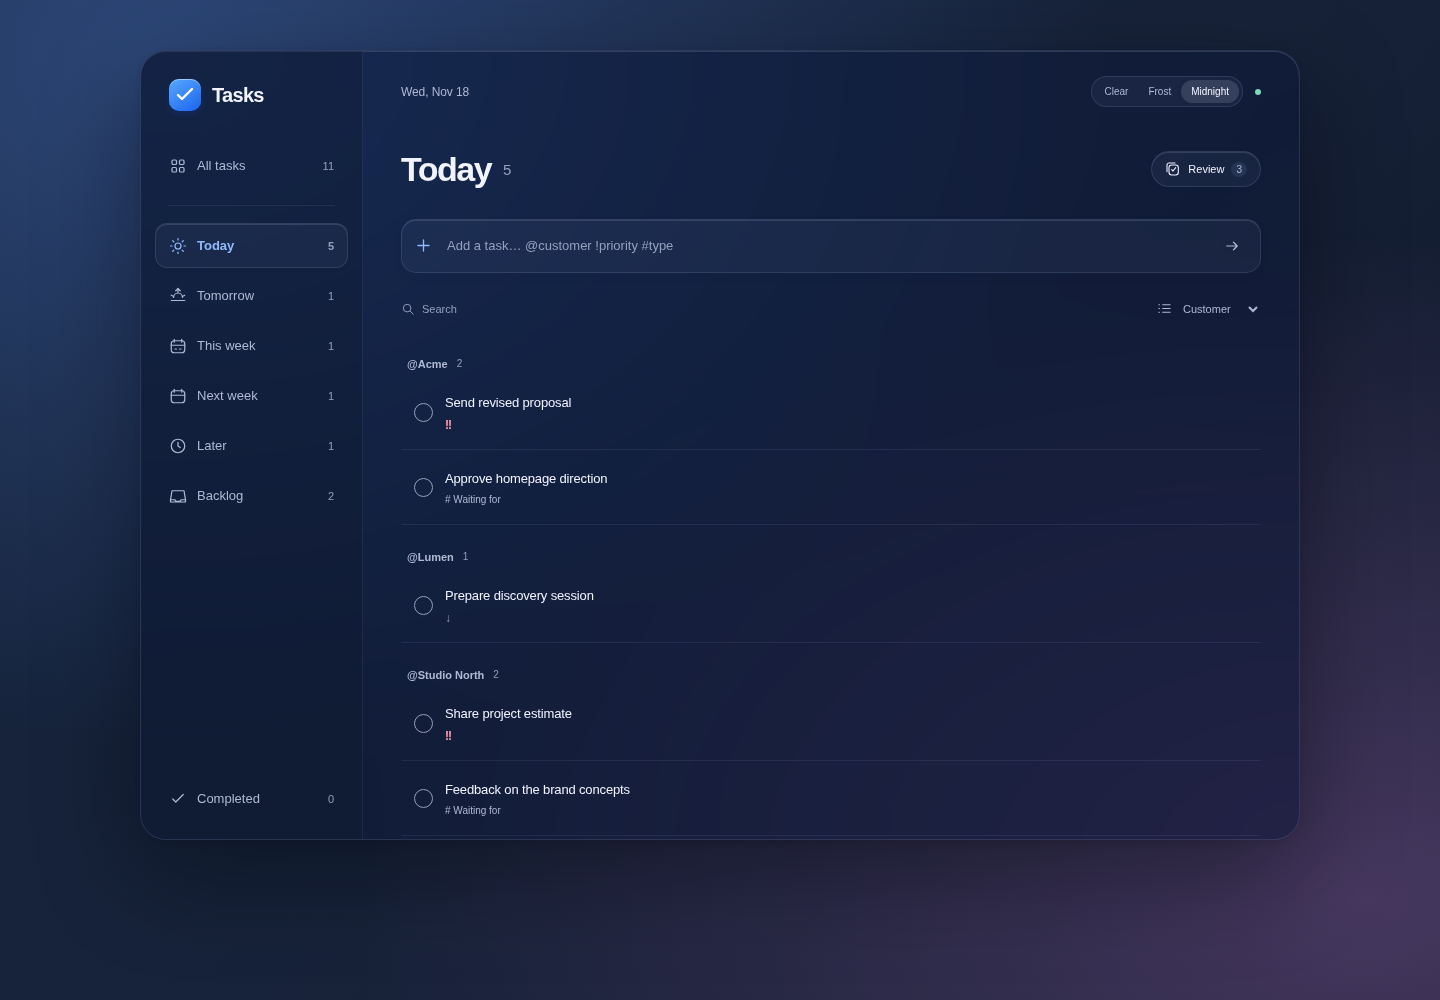 Tasks
All tasks 11
Today 5
Tomorrow 1
This week 1
Next week 1
Later 1
Backlog 2
Completed 0
Wed, Nov 18
Clear Frost Midnight
Today 5
Review 3
Add a task… @customer !priority #type
Search
Customer
@Acme 2
Send revised proposal
!!
Approve homepage direction
# Waiting for
@Lumen 1
Prepare discovery session
↓
@Studio North 2
Share project estimate
!!
Feedback on the brand concepts
# Waiting for